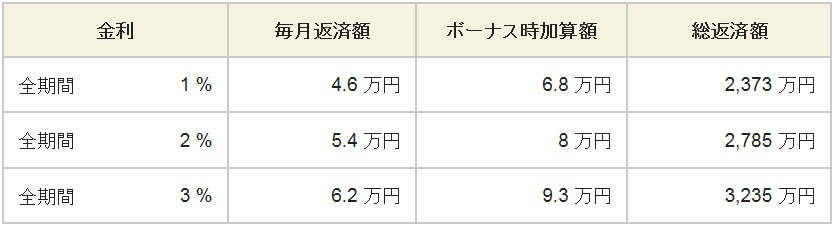 金利 毎月返済額 ボーナス時加算額 総返済額
全期間 1 % 4.6 万円 6.8 万円 2,373 万円
全期間 2 % 5.4 万円 8 万円 2,785 万円
全期間 3 % 6.2 万円 9.3 万円 3,235 万円